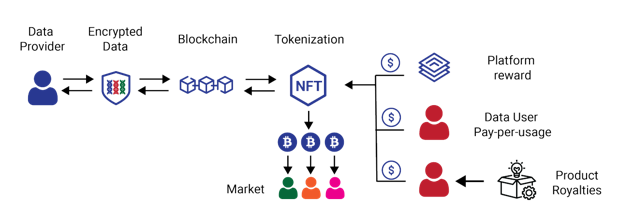 Data
Provider
Encrypted
Data
Blockchain
Tokenization
NFT
$
Platform
reward
$
Data User
Pay-per-usage
$
Product
Royalties
₿ ₿ ₿
Market